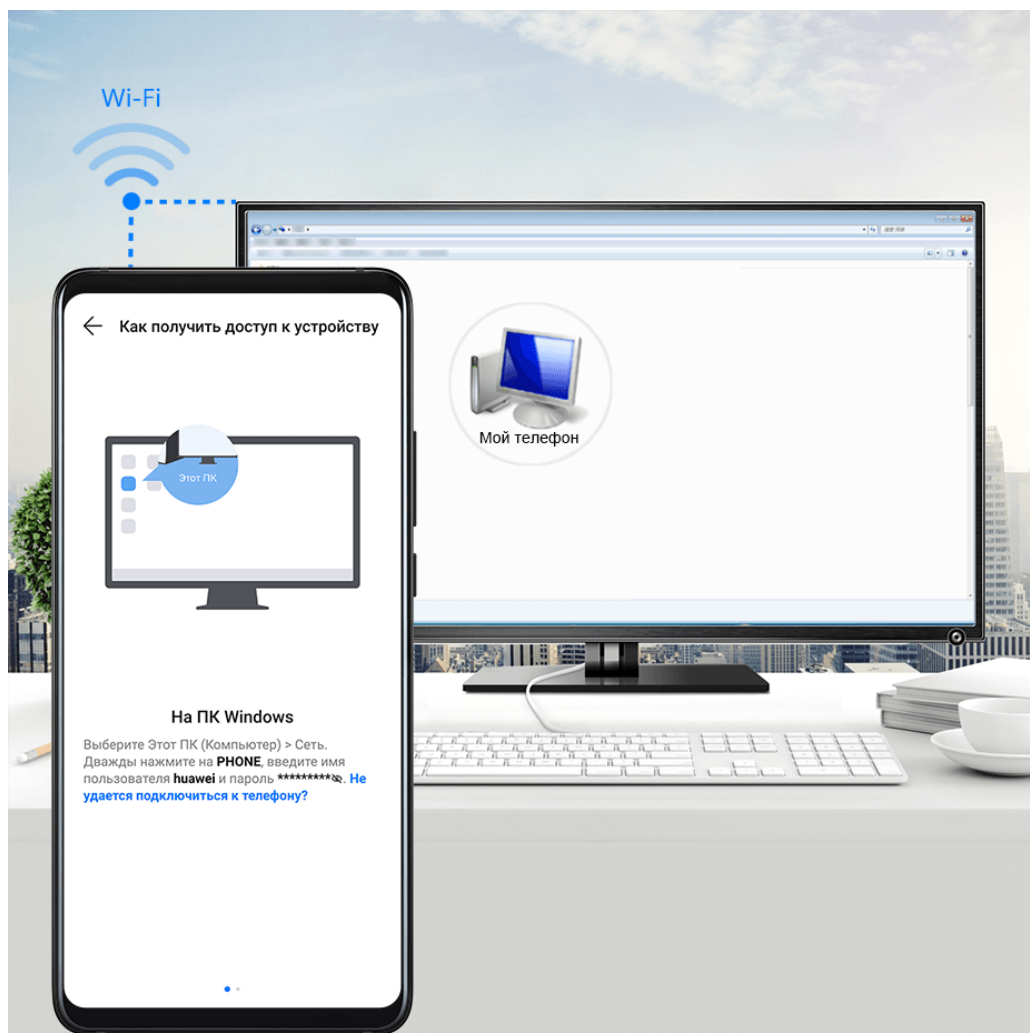 Wi-Fi
Как получить доступ к устройству
Мой телефон
Этот ПК
На ПК Windows
Выберите Этот ПК (Компьютер) > Сеть.
Дважды нажмите на PHONE, введите имя
пользователя huawei и пароль *********. Не
удается подключиться к телефону?